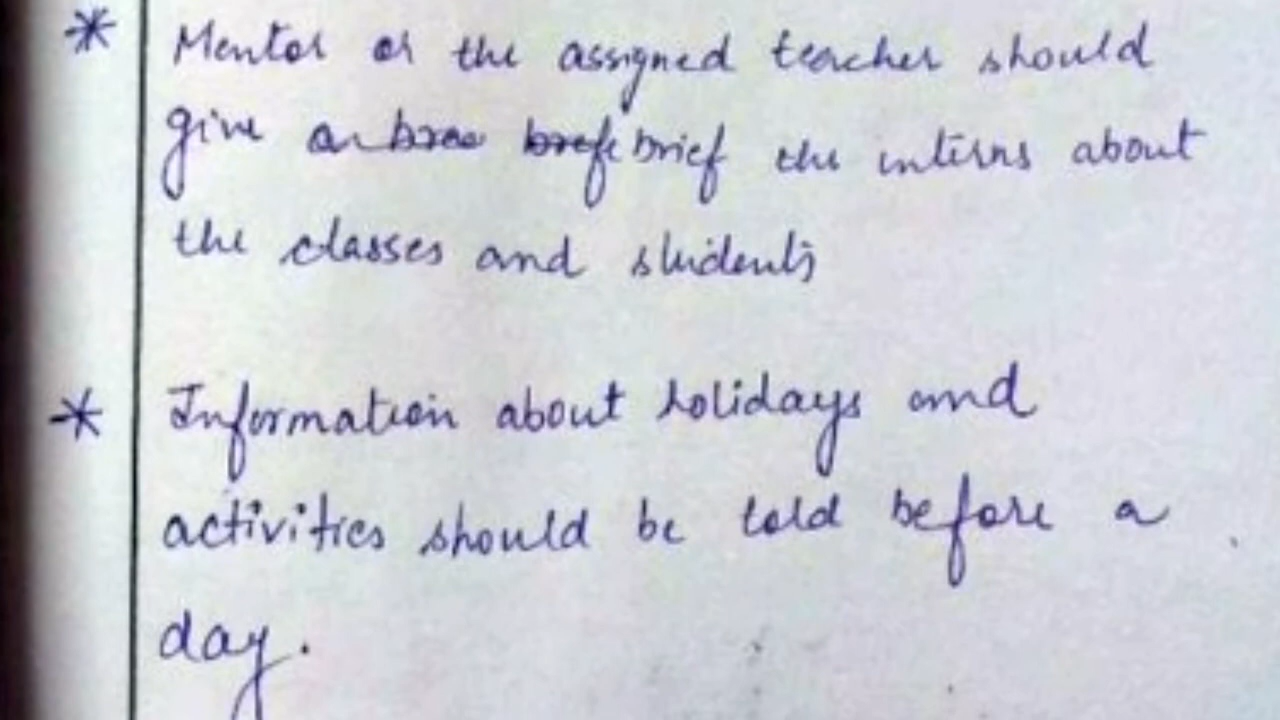 * Mentor or the assigned teacher should
give brief the interns about
the classes and students
* Information about holidays and
activities should be told before a
day.